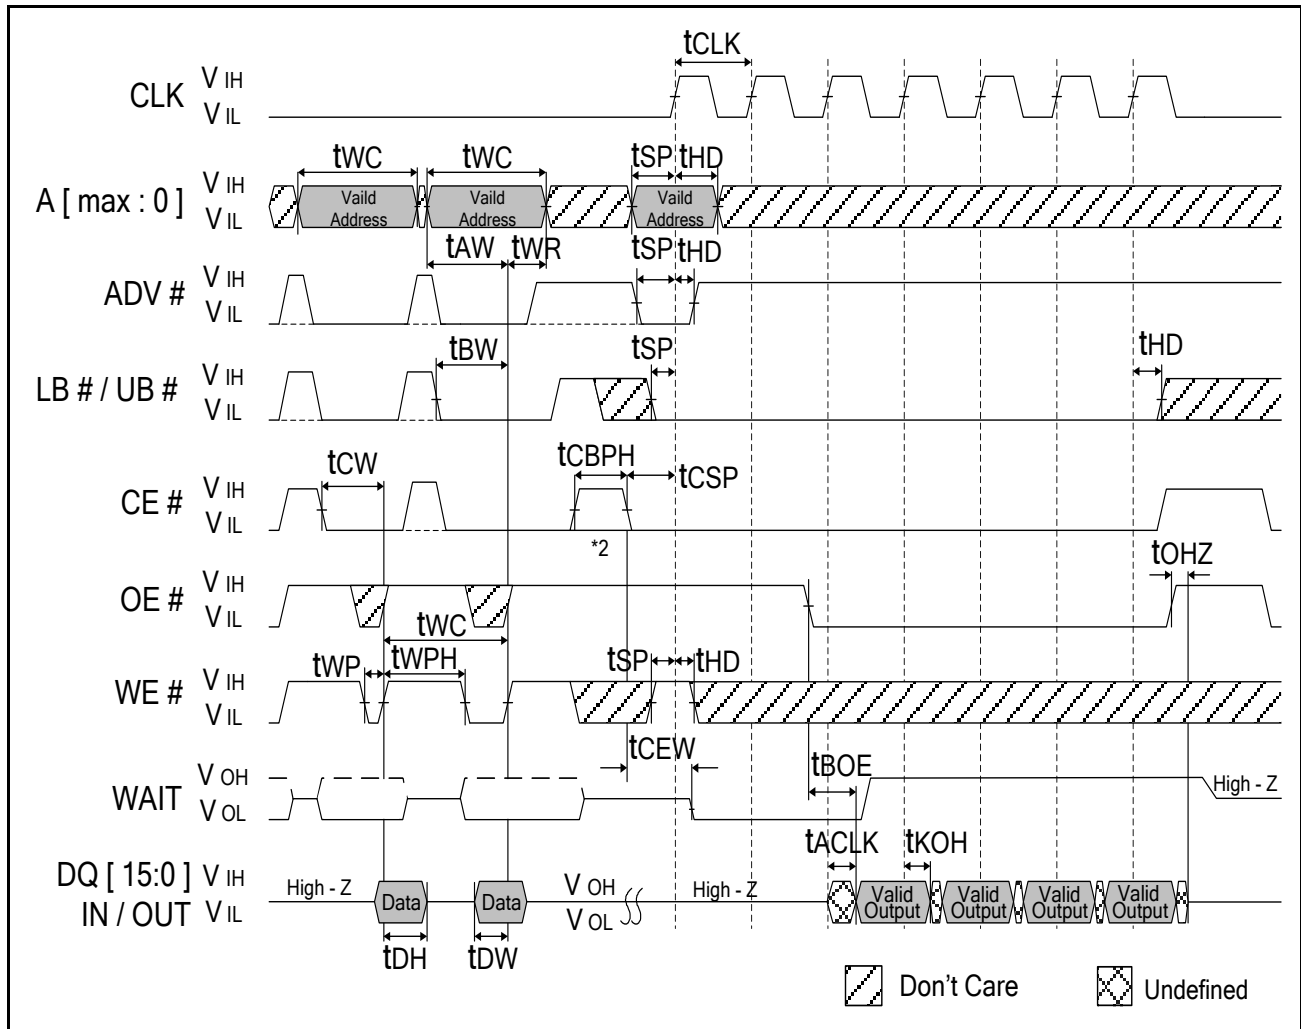 tCLK
CLK V IH
V IL
tWC tWC tSP tHD
A [ max : 0 ] V IH
V IL
Vaild Address Vaild Address Vaild Address
tAW tWR tSP tHD
ADV # V IH
V IL
tBW tSP tHD
LB # / UB # V IH
V IL
tCW tCBPH tCSP
CE # V IH
V IL
*2
tOHZ
OE # V IH
V IL
tWC
tWP tWPH tSP tHD
WE # V IH
V IL
tCEW tBOE
WAIT V OH
V OL
High - Z
tACLK tKOH
DQ [ 15:0 ] V IH
IN / OUT V IL
High - Z Data Data V OH
V OL
High - Z Valid Output Valid Output Valid Output Valid Output
tDH tDW
Don't Care Undefined